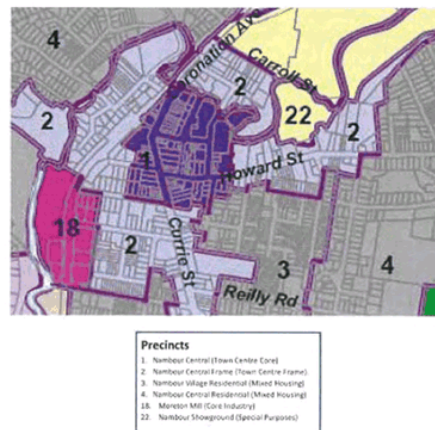 4
ronation Ave
Carroll St
2
2
22
2
1
Howard St
18
2
Currie St
3
4
Reilly Rd
Precincts
1. Nambour Central (Town Centre Core)
2. Nambour Central Frame (Town Centre Frame)
3. Nambour Village Residential (Mixed Housing)
4. Nambour Central Residential (Mixed Housing)
18. Moreton Mill (Core Industry)
22. Nambour Showground (Special Purposes)